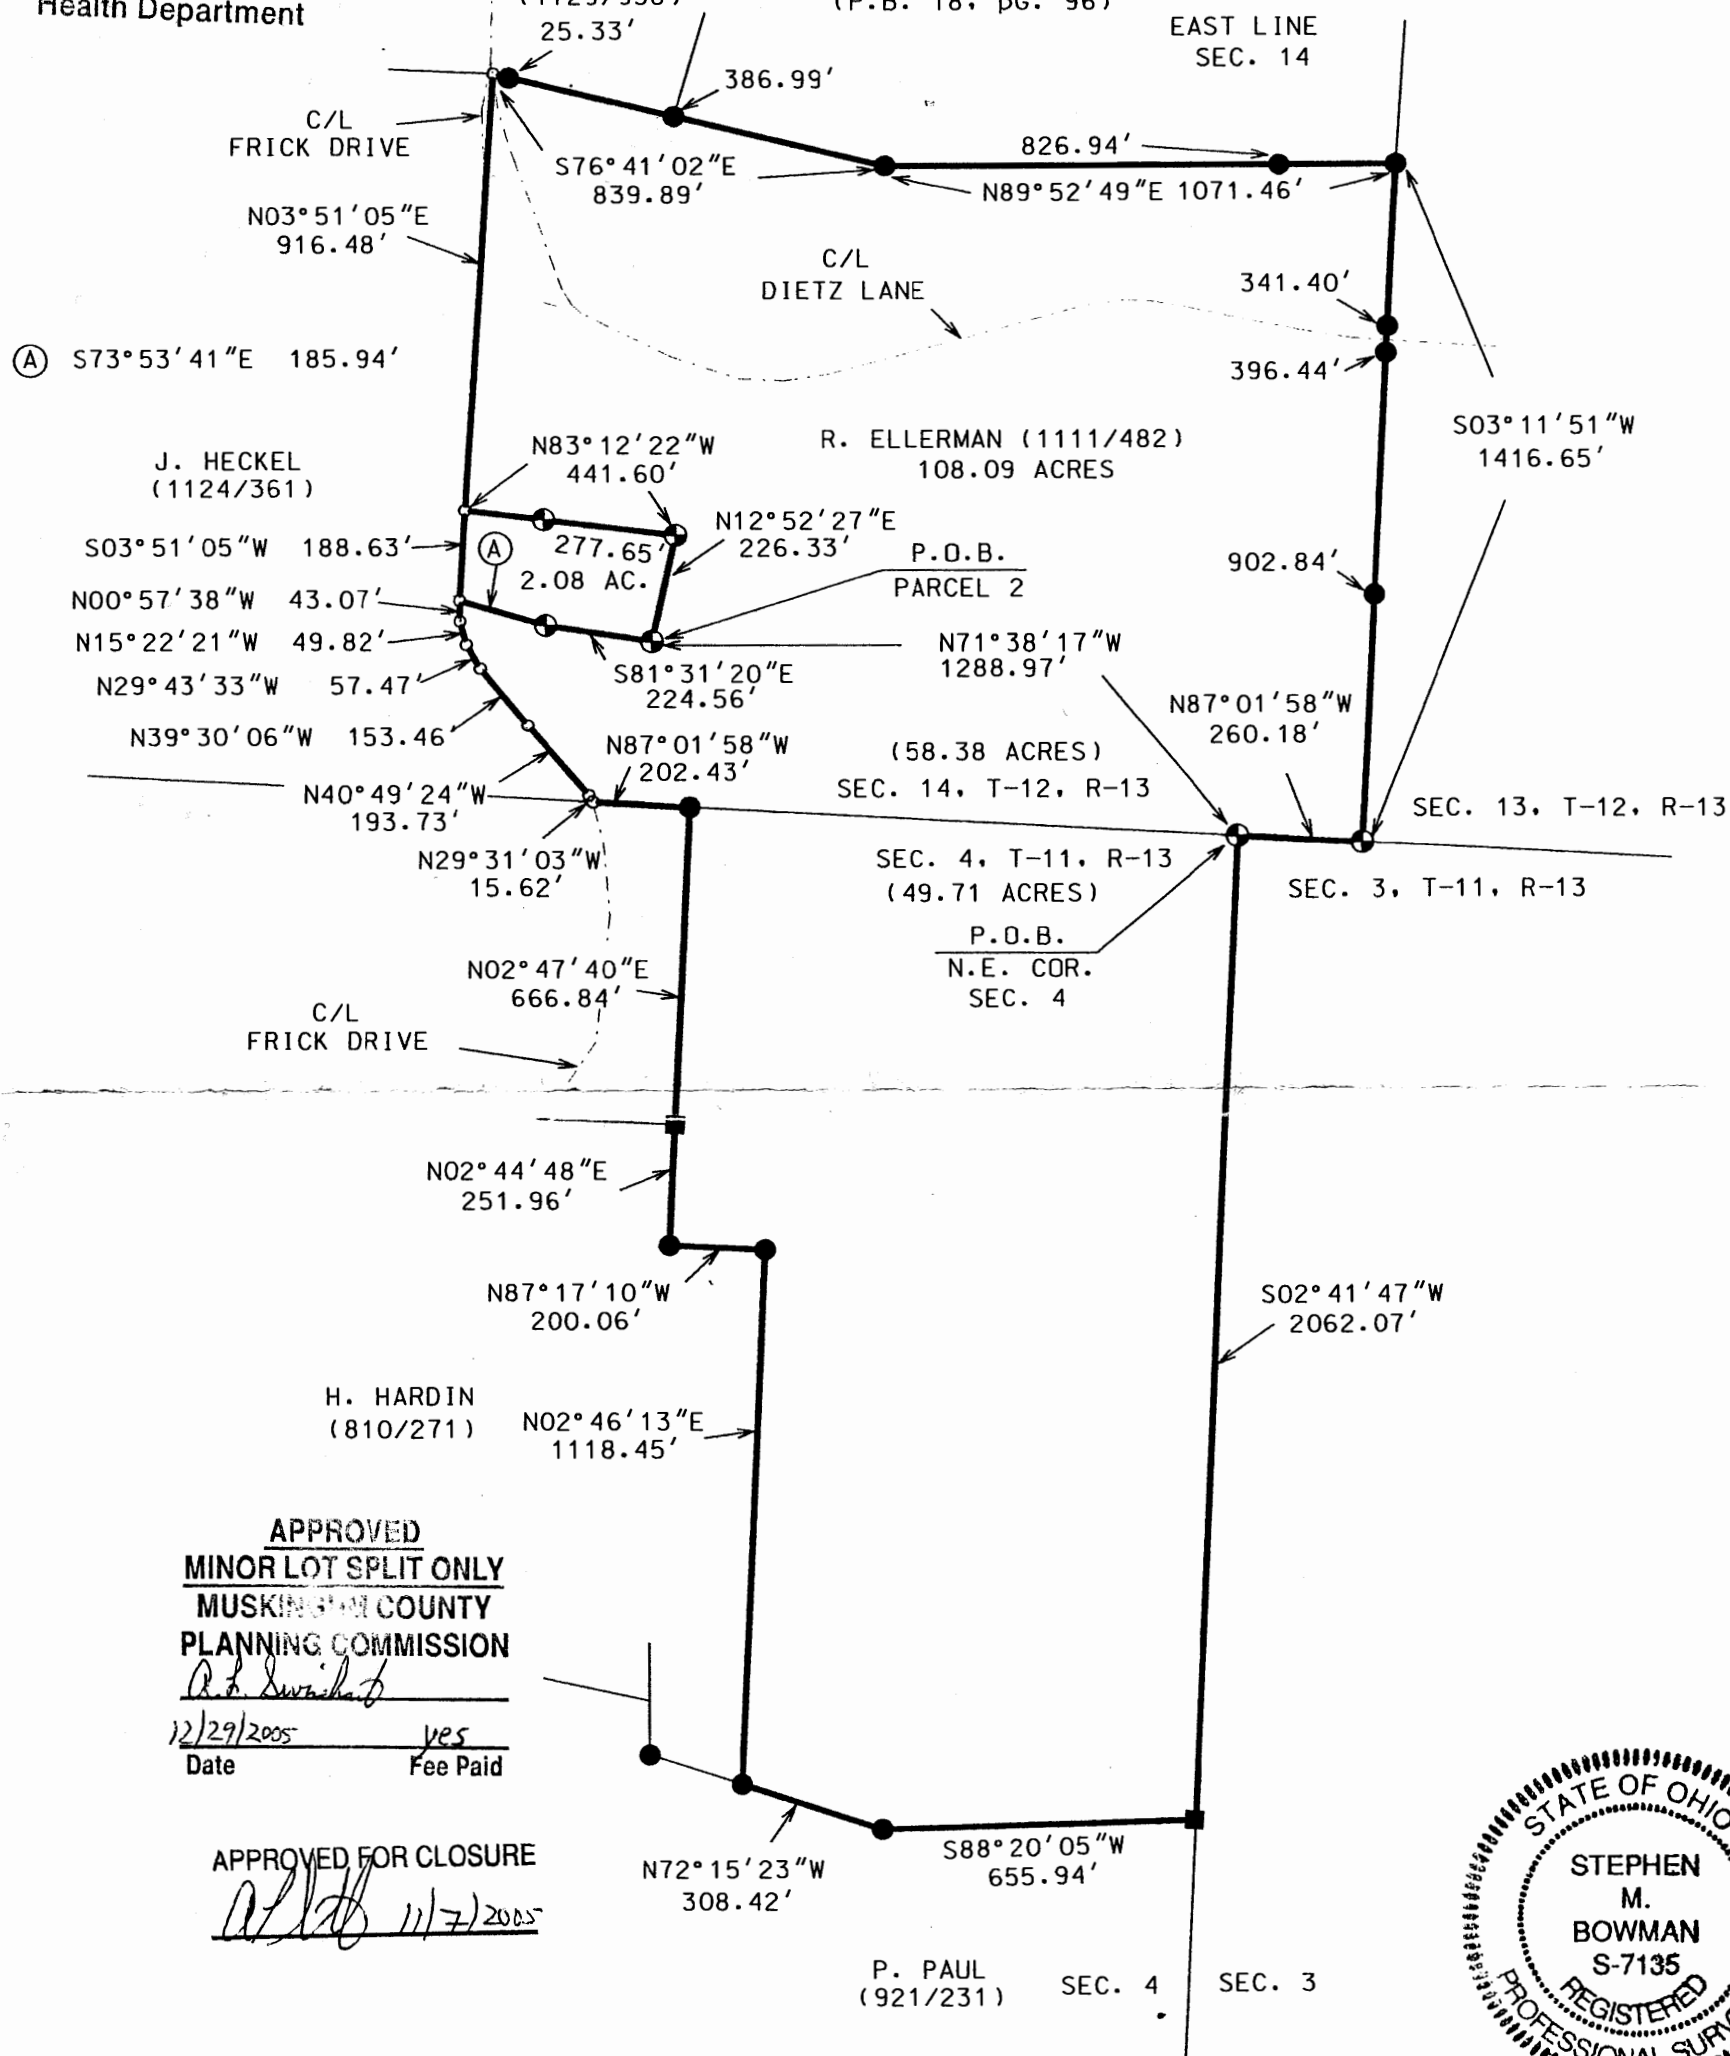 Health Department
25.33'
EAST LINE
SEC. 14
386.99'
C/L
FRICK DRIVE
S76°41'02"E
839.89'
826.94'
N89°52'49"E 1071.46'
N03°51'05"E
916.48'
C/L
DIETZ LANE
341.40'
396.44'
Ⓐ S73°53'41"E 185.94'
S03°11'51"W
1416.65'
J. HECKEL
(1124/361)
N83°12'22"W
441.60'
R. ELLERMAN (1111/482)
108.09 ACRES
S03°51'05"W 188.63'
Ⓐ
277.65'
2.08 AC.
N12°52'27"E
226.33'
P.O.B.
PARCEL 2
902.84'
N00°57'38"W 43.07'
N15°22'21"W 49.82'
N29°43'33"W 57.47'
N39°30'06"W 153.46'
S81°31'20"E
224.56'
N71°38'17"W
1288.97'
N87°01'58"W
260.18'
N87°01'58"W
202.43'
(58.38 ACRES)
SEC. 14, T-12, R-13
SEC. 13, T-12, R-13
N40°49'24"W
193.73'
N29°31'03"W
15.62'
SEC. 4, T-11, R-13
(49.71 ACRES)
SEC. 3, T-11, R-13
P.O.B.
N.E. COR.
SEC. 4
N02°47'40"E
666.84'
C/L
FRICK DRIVE
N02°44'48"E
251.96'
N87°17'10"W
200.06'
S02°41'47"W
2062.07'
H. HARDIN
(810/271)
N02°46'13"E
1118.45'
APPROVED
MINOR LOT SPLIT ONLY
MUSKINGUM COUNTY
PLANNING COMMISSION
12/29/2005 yes
Date Fee Paid
APPROVED FOR CLOSURE
11/7/2005
N72°15'23"W
308.42'
S88°20'05"W
655.94'
P. PAUL
(921/231)
SEC. 4 SEC. 3
STATE OF OHIO
STEPHEN
M.
BOWMAN
S-7135
REGISTERED
PROFESSIONAL